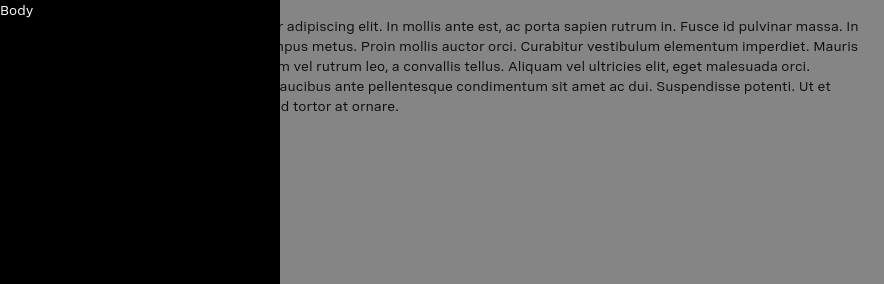 Body
adipiscing elit. In mollis ante est, ac porta sapien rutrum in. Fusce id pulvinar massa. In
metus. Proin mollis auctor orci. Curabitur vestibulum elementum imperdiet. Mauris
vel rutrum leo, a convallis tellus. Aliquam vel ultricies elit, eget malesuada orci.
ante pellentesque condimentum sit amet ac dui. Suspendisse potenti. Ut et
tortor at ornare.